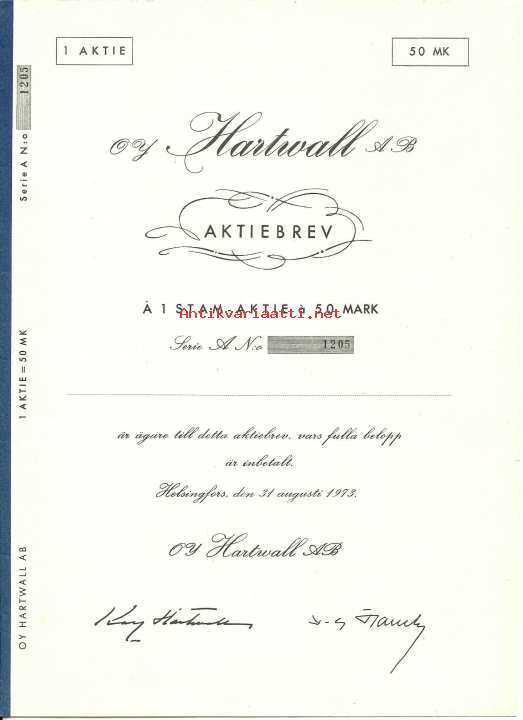 1 AKTIE
50 MK
OY Hartwall AB
AKTIEBREV
À 1 STAM-AKTIE à 50 MARK
Antikvariaatti.net
Serie A N:o 1205
är ägare till detta aktiebrev, vars fulla belopp
är inbetalt.
Helsingfors, den 31 augusti 1973.
OY Hartwall AB
Serie A N:o 1205
1 AKTIE = 50 MK
OY HARTWALL AB